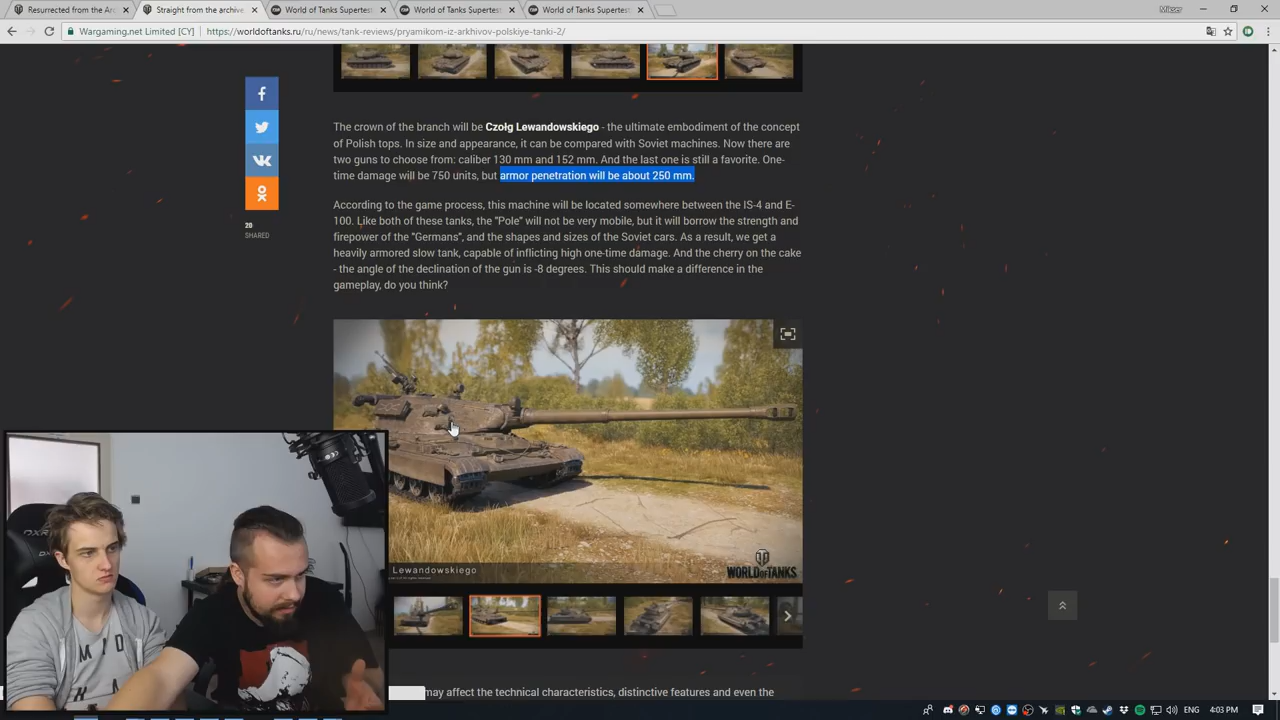 Resurrected from the Ar
Straight from the archive
World of Tanks Supertest
World of Tanks Supertest
World of Tanks Supertest
Wargaming.net Limited [CY]
https://worldoftanks.ru/ru/news/tank-reviews/pryamikom-iz-arkhivov-polskiye-tanki-2/
The crown of the branch will be Czołg Lewandowskiego - the ultimate embodiment of the concept
of Polish tops. In size and appearance, it can be compared with Soviet machines. Now there are
two guns to choose from: caliber 130 mm and 152 mm. And the last one is still a favorite. One-
time damage will be 750 units, but armor penetration will be about 250 mm.
According to the game process, this machine will be located somewhere between the IS-4 and E-
100. Like both of these tanks, the "Pole" will not be very mobile, but it will borrow the strength and
firepower of the "Germans", and the shapes and sizes of the Soviet cars. As a result, we get a
heavily armored slow tank, capable of inflicting high one-time damage. And the cherry on the cake
- the angle of the declination of the gun is -8 degrees. This should make a difference in the
gameplay, do you think?
20
SHARED
Lewandowskiego
WORLD OF TANKS
may affect the technical characteristics, distinctive features and even the
4:03 PM